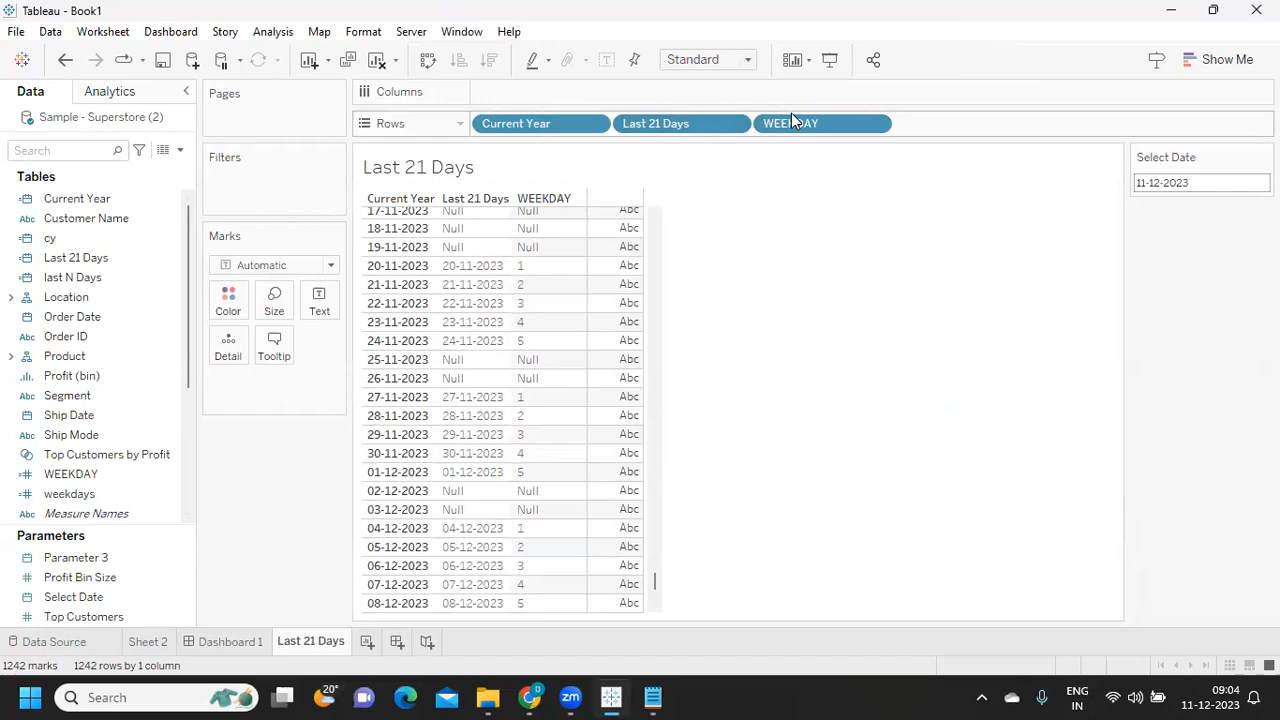 Tableau - Book1
File Data Worksheet Dashboard Story Analysis Map Format Server Window Help
Standard
Show Me
Data Analytics
Sample - Superstore (2)
Search
Tables
Current Year
Abc Customer Name
cy
Last 21 Days
last N Days
Location
Order Date
Abc Order ID
Product
Profit (bin)
Abc Segment
Ship Date
Abc Ship Mode
Top Customers by Profit
WEEKDAY
weekdays
Abc Measure Names
Parameters
Parameter 3
Profit Bin Size
Select Date
Top Customers
Pages
Filters
Marks
Automatic
Color Size Text
Detail Tooltip
Columns
Rows Current Year Last 21 Days WEEKDAY
Last 21 Days
Current Year Last 21 Days WEEKDAY
17-11-2023 Null Null Abc
18-11-2023 Null Null Abc
19-11-2023 Null Null Abc
20-11-2023 20-11-2023 1 Abc
21-11-2023 21-11-2023 2 Abc
22-11-2023 22-11-2023 3 Abc
23-11-2023 23-11-2023 4 Abc
24-11-2023 24-11-2023 5 Abc
25-11-2023 Null Null Abc
26-11-2023 Null Null Abc
27-11-2023 27-11-2023 1 Abc
28-11-2023 28-11-2023 2 Abc
29-11-2023 29-11-2023 3 Abc
30-11-2023 30-11-2023 4 Abc
01-12-2023 01-12-2023 5 Abc
02-12-2023 Null Null Abc
03-12-2023 Null Null Abc
04-12-2023 04-12-2023 1 Abc
05-12-2023 05-12-2023 2 Abc
06-12-2023 06-12-2023 3 Abc
07-12-2023 07-12-2023 4 Abc
08-12-2023 08-12-2023 5 Abc
Select Date
11-12-2023
Data Source Sheet 2 Dashboard 1 Last 21 Days
1242 marks 1242 rows by 1 column
Search
20°
ENG
IN
09:04
11-12-2023